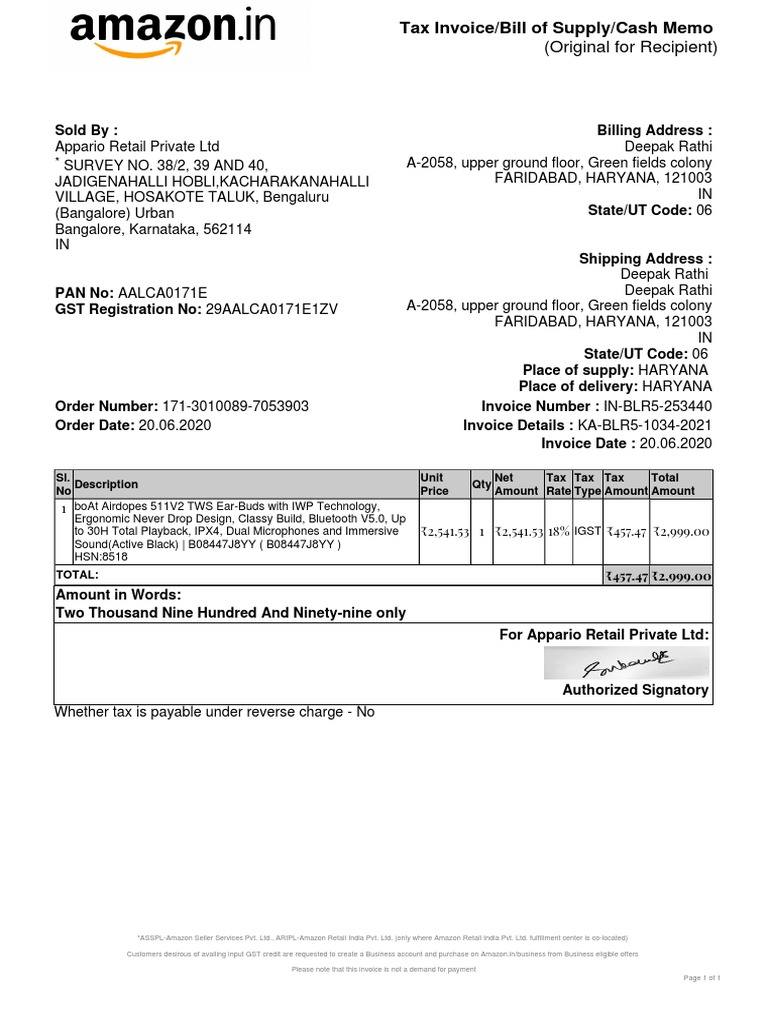 amazon.in
Tax Invoice/Bill of Supply/Cash Memo
(Original for Recipient)
Sold By :
Appario Retail Private Ltd
* SURVEY NO. 38/2, 39 AND 40,
JADIGENAHALLI HOBLI,KACHARAKANAHALLI
VILLAGE, HOSAKOTE TALUK, Bengaluru
(Bangalore) Urban
Bangalore, Karnataka, 562114
IN
PAN No: AALCA0171E
GST Registration No: 29AALCA0171E1ZV
Billing Address :
Deepak Rathi
A-2058, upper ground floor, Green fields colony
FARIDABAD, HARYANA, 121003
IN
State/UT Code: 06
Shipping Address :
Deepak Rathi
Deepak Rathi
A-2058, upper ground floor, Green fields colony
FARIDABAD, HARYANA, 121003
IN
State/UT Code: 06
Place of supply: HARYANA
Place of delivery: HARYANA
Order Number: 171-3010089-7053903
Order Date: 20.06.2020
Invoice Number : IN-BLR5-253440
Invoice Details : KA-BLR5-1034-2021
Invoice Date : 20.06.2020
Sl. No Description Unit Price Qty Net Amount Tax Rate Tax Type Tax Amount Total Amount
1 boAt Airdopes 511V2 TWS Ear-Buds with IWP Technology,
Ergonomic Never Drop Design, Classy Build, Bluetooth V5.0, Up
to 30H Total Playback, IPX4, Dual Microphones and Immersive
Sound(Active Black) | B08447J8YY ( B08447J8YY )
HSN:8518
₹2,541.53 1 ₹2,541.53 18% IGST ₹457.47 ₹2,999.00
TOTAL: ₹457.47 ₹2,999.00
Amount in Words:
Two Thousand Nine Hundred And Ninety-nine only
For Appario Retail Private Ltd:
Authorized Signatory
Whether tax is payable under reverse charge - No
*ASSPL-Amazon Seller Services Pvt. Ltd., ARIPL-Amazon Retail India Pvt. Ltd. (only where Amazon Retail India Pvt. Ltd. fulfillment center is co-located)
Customers desirous of availing input GST credit are requested to create a Business account and purchase on Amazon.in/business from Business eligible offers
Please note that this invoice is not a demand for payment
Page 1 of 1